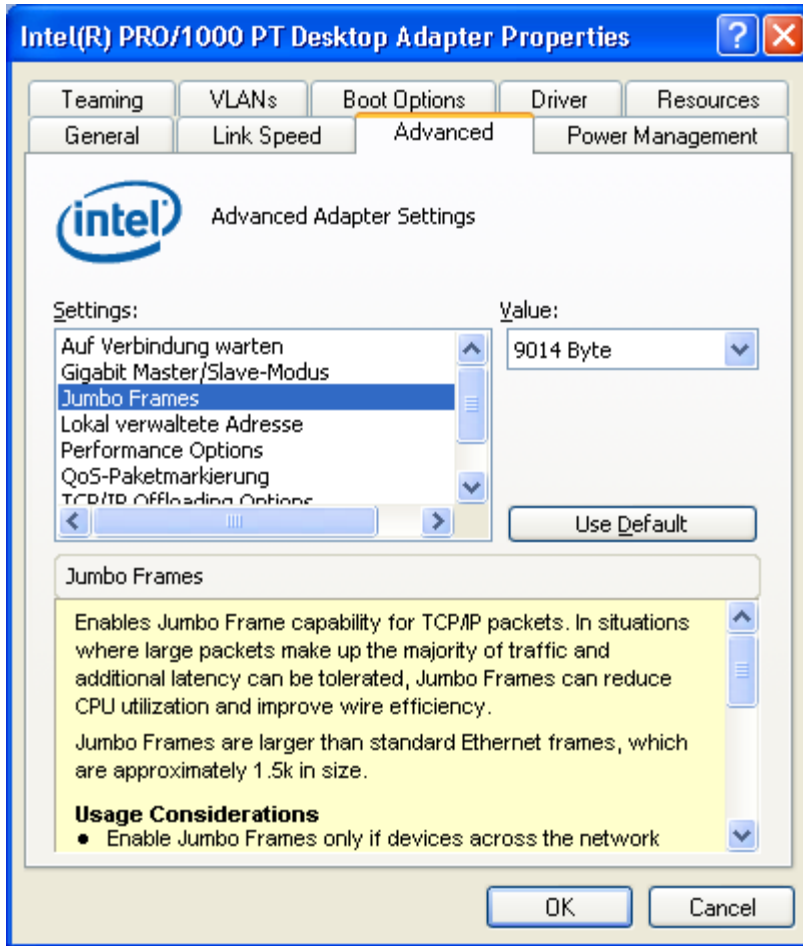 Intel(R) PRO/1000 PT Desktop Adapter Properties
Teaming VLANs Boot Options Driver Resources
General Link Speed Advanced Power Management
intel
Advanced Adapter Settings
Settings:
Auf Verbindung warten
Gigabit Master/Slave-Modus
Jumbo Frames
Lokal verwaltete Adresse
Performance Options
QoS-Paketmarkierung
TCP/IP Offloading Options
Value:
9014 Byte
Use Default
Jumbo Frames
Enables Jumbo Frame capability for TCP/IP packets. In situations
where large packets make up the majority of traffic and
additional latency can be tolerated, Jumbo Frames can reduce
CPU utilization and improve wire efficiency.
Jumbo Frames are larger than standard Ethernet frames, which
are approximately 1.5k in size.
Usage Considerations
• Enable Jumbo Frames only if devices across the network
OK Cancel